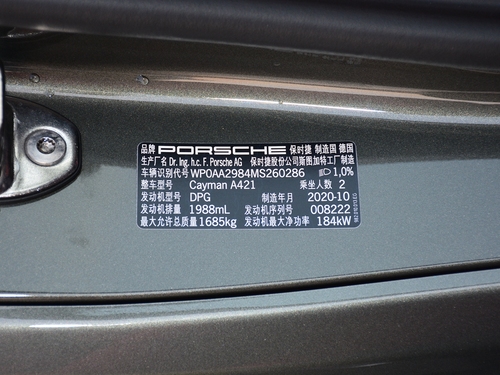 品牌 PORSCHE 保时捷 制造国 德国
生产厂名 Dr. Ing. h.c. F. Porsche AG 保时捷股份公司斯图加特工厂制造
车辆识别代号 WP0AA2984MS260286 1,0%
整车型号 Cayman A421 乘坐人数 2
发动机型号 DPG 制造年月 2020-10
发动机排量 1988mL 发动机序列号 008222
最大允许总质量 1685kg 发动机最大净功率 184kW